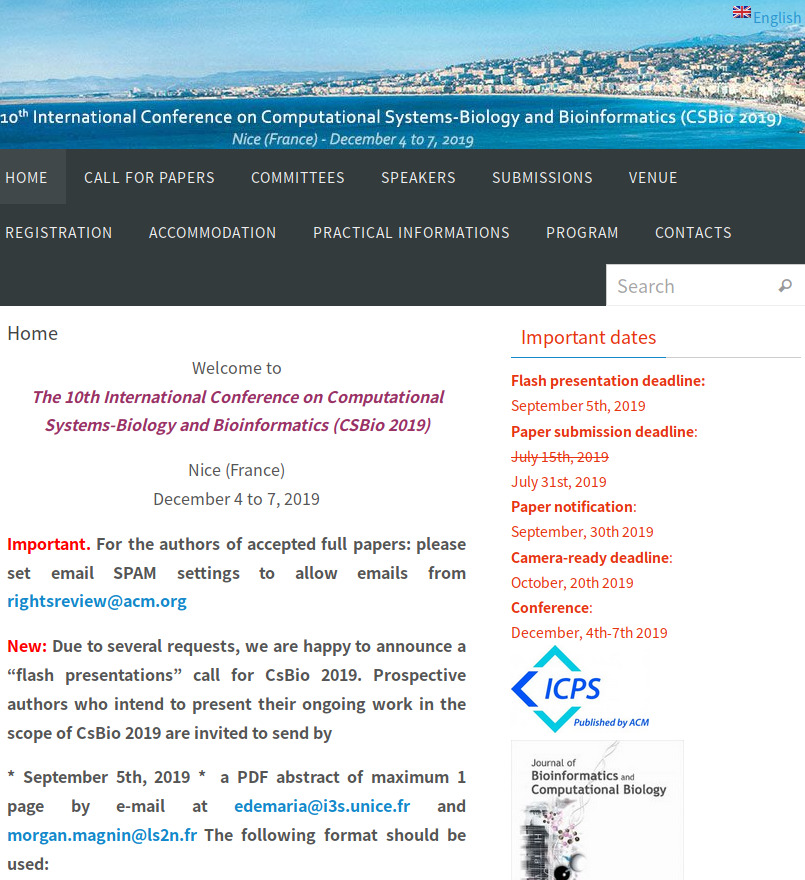 English
10th International Conference on Computational Systems-Biology and Bioinformatics (CSBio 2019)
Nice (France) - December 4 to 7, 2019
HOME CALL FOR PAPERS COMMITTEES SPEAKERS SUBMISSIONS VENUE
REGISTRATION ACCOMMODATION PRACTICAL INFORMATIONS PROGRAM CONTACTS
Search
Home
Welcome to
The 10th International Conference on Computational
Systems-Biology and Bioinformatics (CSBio 2019)
Nice (France)
December 4 to 7, 2019
Important. For the authors of accepted full papers: please
set email SPAM settings to allow emails from
rightsreview@acm.org
New: Due to several requests, we are happy to announce a
“flash presentations” call for CsBio 2019. Prospective
authors who intend to present their ongoing work in the
scope of CsBio 2019 are invited to send by
* September 5th, 2019 * a PDF abstract of maximum 1
page by e-mail at edemaria@i3s.unice.fr and
morgan.magnin@ls2n.fr The following format should be
used:
Important dates
Flash presentation deadline:
September 5th, 2019
Paper submission deadline:
July 15th, 2019
July 31st, 2019
Paper notification:
September, 30th 2019
Camera-ready deadline:
October, 20th 2019
Conference:
December, 4th-7th 2019
ICPS
Published by ACM
Journal of
Bioinformatics and
Computational Biology